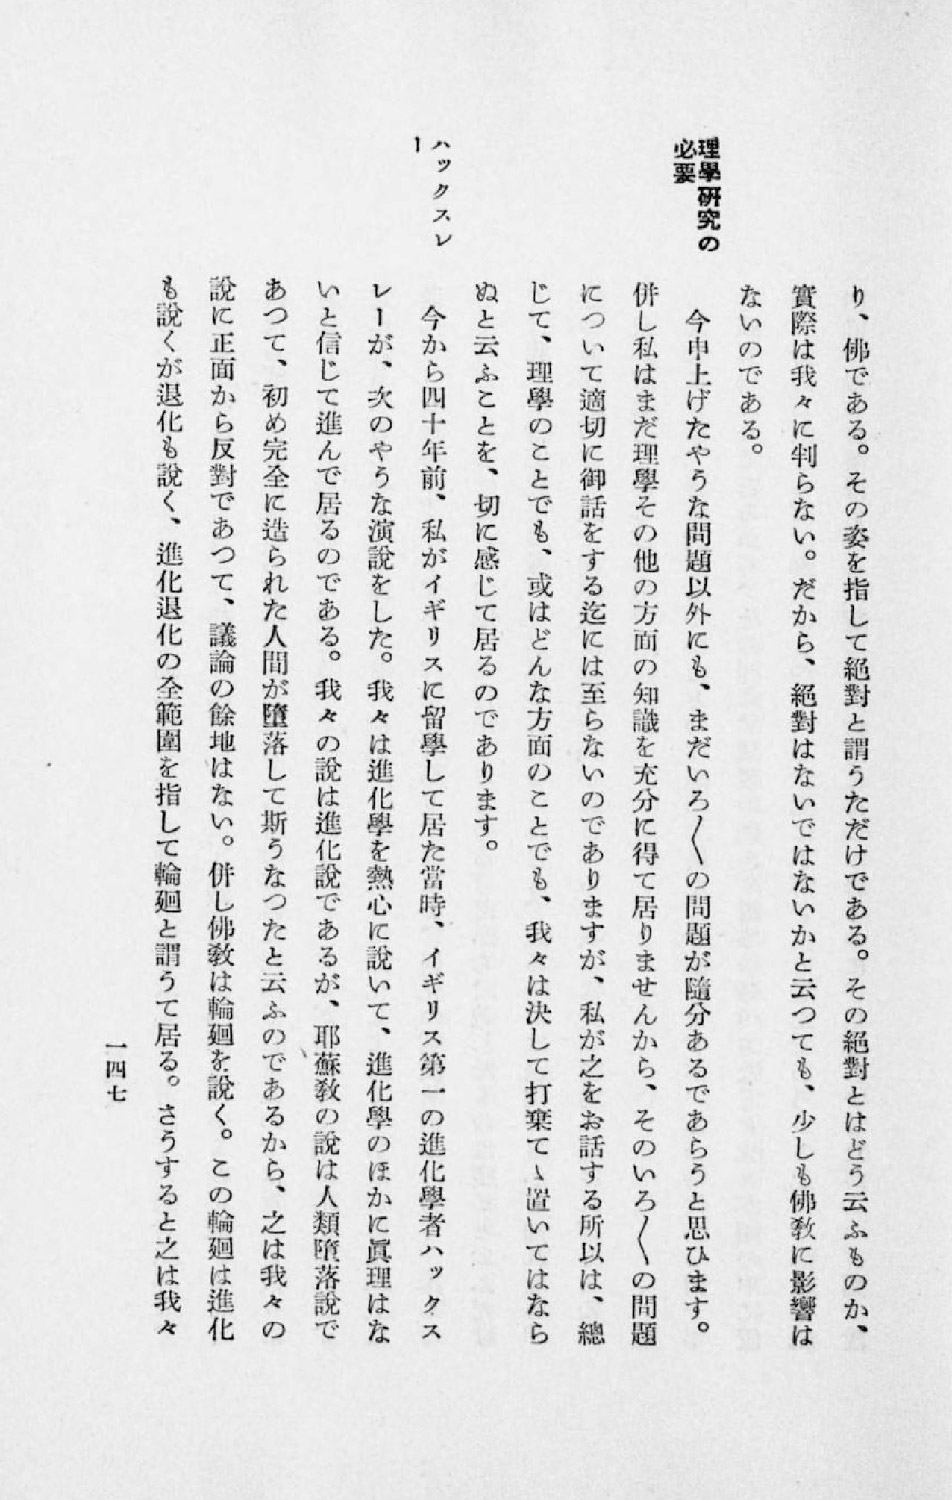 り、佛である。その姿を指して絕對と謂うただけである。その絕對とはどう云ふものか、
實際は我々に判らない。だから、絕對はないではないかと云つても、少しも佛敎に影響は
ないのである。
理學硏究の
必要
今申上げたやうな問題以外にも、まだいろ〱の問題が隨分あるであらうと思ひます。
併し私はまだ理學その他の方面の知識を充分に得て居りませんから、そのいろ〱の問題
について適切に御話をする迄には至らないのでありますが、私が之をお話する所以は、總
じて、理學のことでも、或はどんな方面のことでも、我々は決して打棄てゝ置いてはなら
ぬと云ふことを、切に感じて居るのであります。
ハックスレ
ー
今から四十年前、私がイギリスに留學して居た當時、イギリス第一の進化學者ハックス
レーが、次のやうな演說をした。我々は進化學を熱心に說いて、進化學のほかに眞理はな
いと信じて進んで居るのである。我々の說は進化說であるが、耶蘇敎の說は人類墮落說で
あつて、初め完全に造られた人間が墮落して斯うなつたと云ふのであるから、之は我々の
說に正面から反對であつて、議論の餘地はない。併し佛敎は輪廻を說く。この輪廻は進化
も說くが退化も說く、進化退化の全範圍を指して輪廻と謂うて居る。さうすると之は我々
一四七